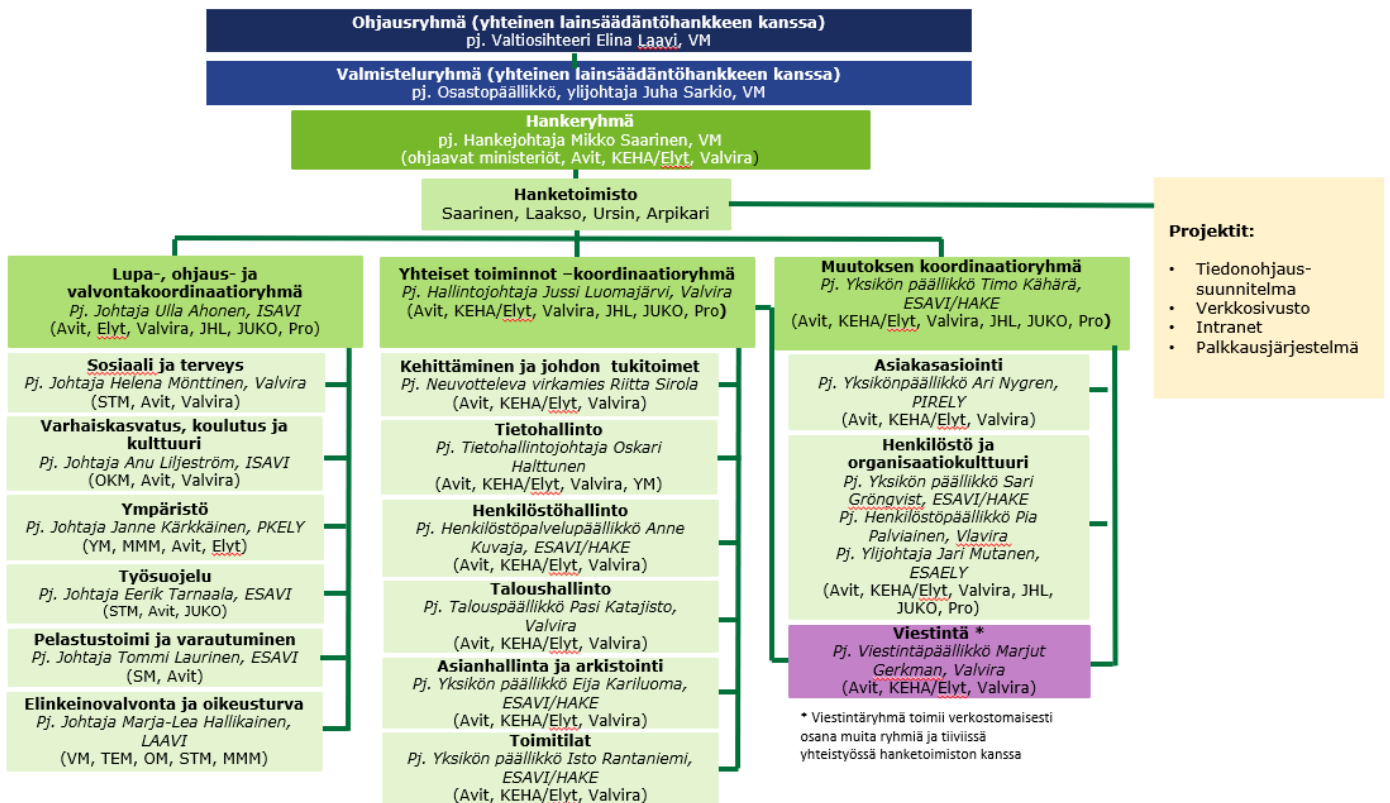 Ohjausryhmä (yhteinen lainsäädäntöhankkeen kanssa)
pj. Valtiosihteeri Elina Laavi, VM
Valmisteluryhmä (yhteinen lainsäädäntöhankkeen kanssa)
pj. Osastopäällikkö, ylijohtaja Juha Sarkio, VM
Hankeryhmä
pj. Hankejohtaja Mikko Saarinen, VM
(ohjaavat ministeriöt, Avit, KEHA/Elyt, Valvira)
Hanketoimisto
Saarinen, Laakso, Ursin, Arpikari
Projektit:
• Tiedonohjaus-
suunnitelma
• Verkkosivusto
• Intranet
• Palkkausjärjestelmä
Lupa-, ohjaus- ja
valvontakoordinaatioryhmä
Pj. Johtaja Ulla Ahonen, ISAVI
(Avit, Elyt, Valvira, JHL, JUKO, Pro)
Sosiaali ja terveys
Pj. Johtaja Helena Mönttinen, Valvira
(STM, Avit, Valvira)
Varhaiskasvatus, koulutus ja
kulttuuri
Pj. Johtaja Anu Liljeström, ISAVI
(OKM, Avit, Valvira)
Ympäristö
Pj. Johtaja Janne Kärkkäinen, PKELY
(YM, MMM, Avit, Elyt)
Työsuojelu
Pj. Johtaja Eerik Tarnaala, ESAVI
(STM, Avit, JUKO)
Pelastustoimi ja varautuminen
Pj. Johtaja Tommi Laurinen, ESAVI
(SM, Avit)
Elinkeinovalvonta ja oikeusturva
Pj. Johtaja Marja-Lea Hallikainen,
LAAVI
(VM, TEM, OM, STM, MMM)
Yhteiset toiminnot –koordinaatioryhmä
Pj. Hallintojohtaja Jussi Luomajärvi, Valvira
(Avit, KEHA/Elyt, Valvira, JHL, JUKO, Pro)
Kehittäminen ja johdon tukitoimet
Pj. Neuvotteleva virkamies Riitta Sirola
(Avit, KEHA/Elyt, Valvira)
Tietohallinto
Pj. Tietohallintojohtaja Oskari
Halttunen
(Avit, KEHA/Elyt, Valvira, YM)
Henkilöstöhallinto
Pj. Henkilöstöpalvelupäällikkö Anne
Kuvaja, ESAVI/HAKE
(Avit, KEHA/Elyt, Valvira)
Taloushallinto
Pj. Talouspäällikkö Pasi Katajisto,
Valvira
(Avit, KEHA/Elyt, Valvira)
Asianhallinta ja arkistointi
Pj. Yksikön päällikkö Eija Kariluoma,
ESAVI/HAKE
(Avit, KEHA/Elyt, Valvira)
Toimitilat
Pj. Yksikön päällikkö Isto Rantaniemi,
ESAVI/HAKE
(Avit, KEHA/Elyt, Valvira)
Muutoksen koordinaatioryhmä
Pj. Yksikön päällikkö Timo Kähärä,
ESAVI/HAKE
(Avit, KEHA/Elyt, Valvira, JHL, JUKO, Pro)
Asiakasasiointi
Pj. Yksikönpäällikkö Ari Nygren,
PIRELY
(Avit, KEHA/Elyt, Valvira)
Henkilöstö ja
organisaatiokulttuuri
Pj. Yksikön päällikkö Sari
Gröngvist, ESAVI/HAKE
Pj. Henkilöstöpäällikkö Pia
Palviainen, Vlavira
Pj. Ylijohtaja Jari Mutanen,
ESAELY
(Avit, KEHA/Elyt, Valvira, JHL,
JUKO, Pro)
Viestintä *
Pj. Viestintäpäällikkö Marjut
Gerkman, Valvira
(Avit, KEHA/Elyt, Valvira)
* Viestintäryhmä toimii verkostomaisesti
osana muita ryhmiä ja tiiviissä
yhteistyössä hanketoimiston kanssa